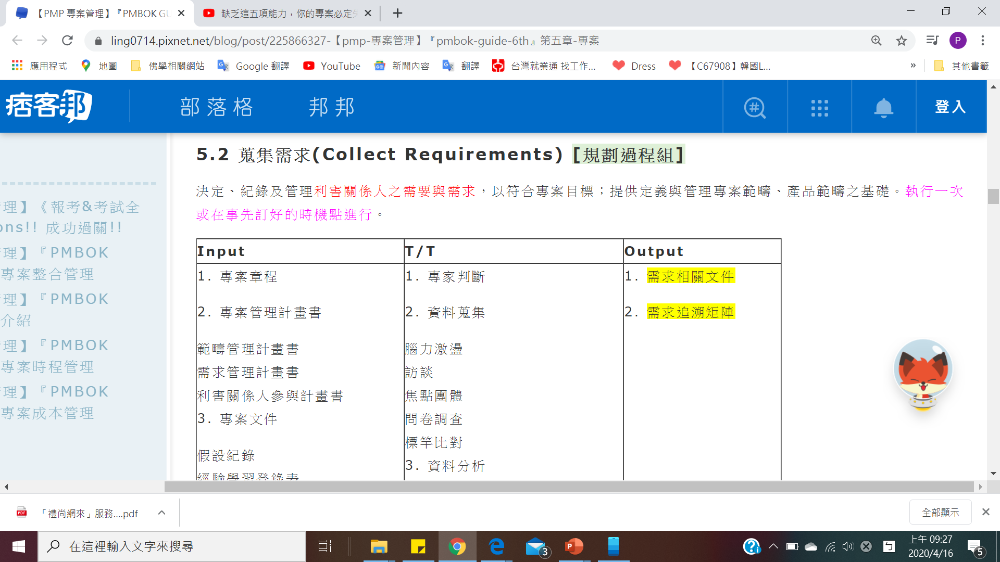 【PMP 專案管理】『PMBOK GU
缺乏這五項能力，你的專案必定失
ling0714.pixnet.net/blog/post/225866327-【pmp-專案管理】『pmbok-guide-6th』第五章-專案
P
應用程式 地圖 佛學相關網站 Google 翻譯 YouTube 新聞內容 翻譯 台灣就業通 找工作... Dress 【C67908】韓國L... » 其他書籤
痞客邦 部落格 邦邦 登入
理】《報考&考試全
ons!! 成功過關!!
理】『PMBOK
專案整合管理
理】『PMBOK
介紹
理】『PMBOK
專案時程管理
理】『PMBOK
專案成本管理
5.2 蒐集需求(Collect Requirements) [規劃過程組]
決定、紀錄及管理利害關係人之需要與需求，以符合專案目標；提供定義與管理專案範疇、產品範疇之基礎。執行一次
或在事先訂好的時機點進行。
Input T/T Output
1. 專案章程
2. 專案管理計畫書
範疇管理計畫書
需求管理計畫書
利害關係人參與計畫書
3. 專案文件
假設紀錄
經驗學習登錄表
1. 專家判斷
2. 資料蒐集
腦力激盪
訪談
焦點團體
問卷調查
標竿比對
3. 資料分析
1. 需求相關文件
2. 需求追溯矩陣
PDF 「禮尚網來」服務....pdf 全部顯示
在這裡輸入文字來搜尋
3
P
ㄅ
上午 09:27
2020/4/16
5